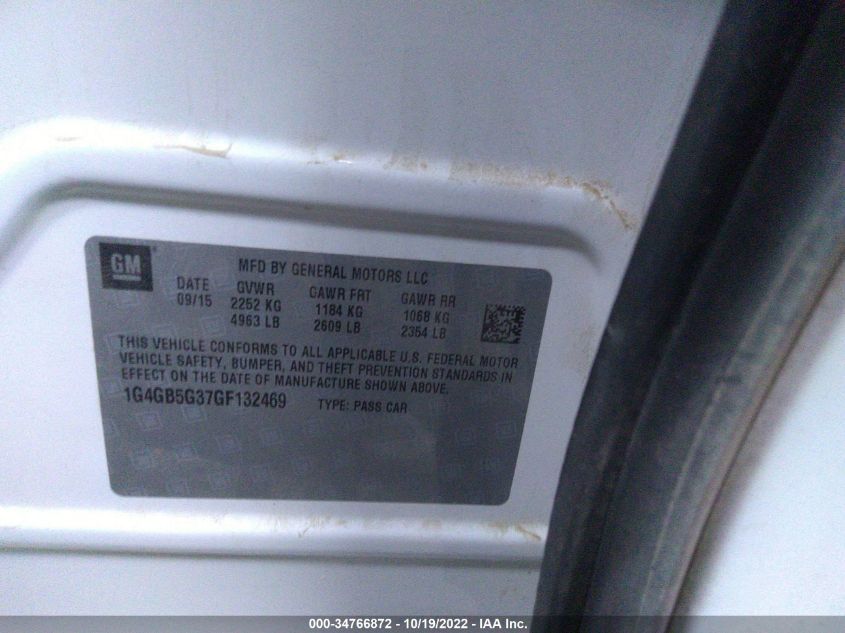 GM
MFD BY GENERAL MOTORS LLC
DATE GVWR GAWR FRT GAWR RR
09/15 2252 KG 1184 KG 1068 KG
4963 LB 2609 LB 2354 LB
THIS VEHICLE CONFORMS TO ALL APPLICABLE U.S. FEDERAL MOTOR
VEHICLE SAFETY, BUMPER, AND THEFT PREVENTION STANDARDS IN
EFFECT ON THE DATE OF MANUFACTURE SHOWN ABOVE.
1G4GB5G37GF132469 TYPE: PASS CAR
000-34766872 - 10/19/2022 - IAA Inc.